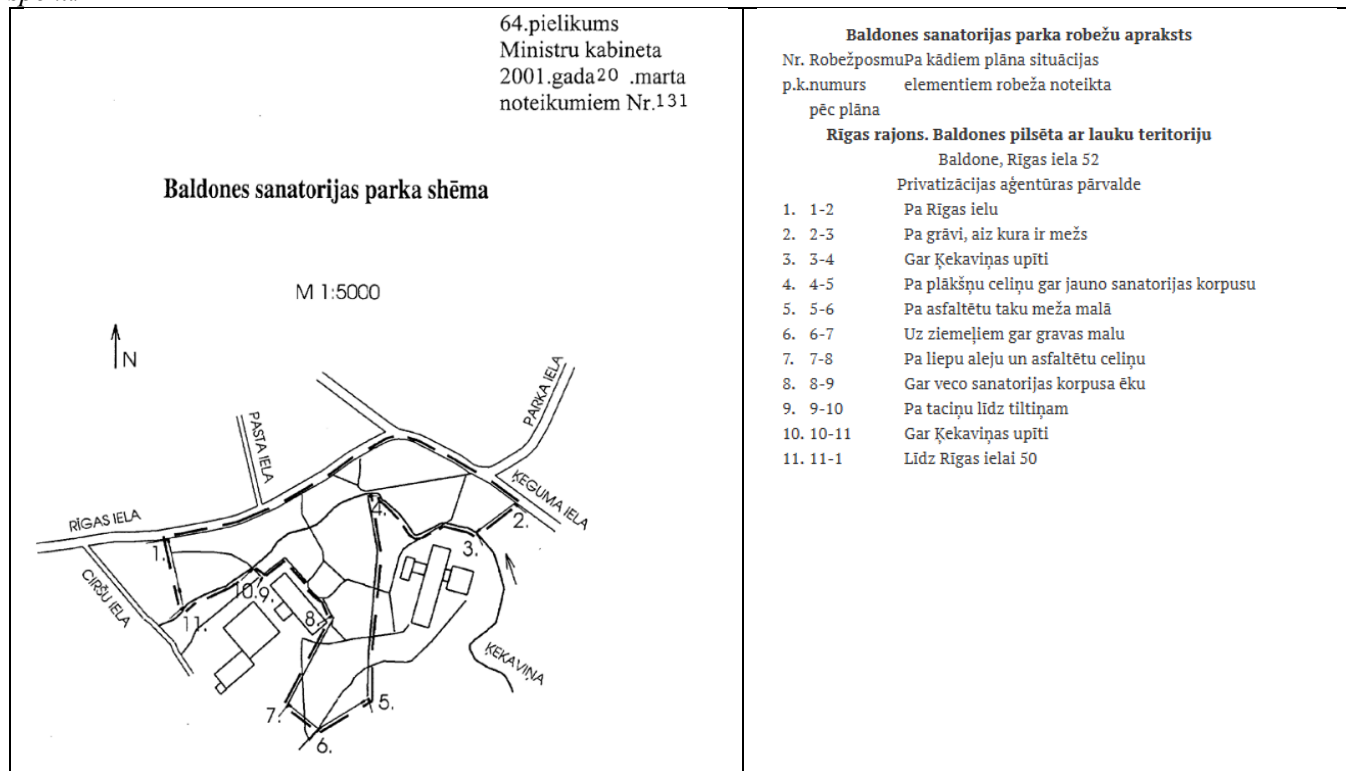 64.pielikums
Ministru kabineta
2001.gada20 .marta
noteikumiem Nr.131
Baldones sanatorijas parka shēma
M 1:5000
N
PARKA IELA
PASTA IELA
ĶEGUMA IELA
RĪGAS IELA
CIRŠU IELA
ĶEKAVIŅA
1.
2.
3.
4.
5.
6.
7.
8.
9.
10.
11.
Baldones sanatorijas parka robežu apraksts
Nr. RobežposmuPa kādiem plāna situācijas
p.k.numurs elementiem robeža noteikta
pēc plāna
Rīgas rajons. Baldones pilsēta ar lauku teritoriju
Baldone, Rīgas iela 52
Privatizācijas aģentūras pārvalde
1. 1-2 Pa Rīgas ielu
2. 2-3 Pa grāvi, aiz kura ir mežs
3. 3-4 Gar Ķekaviņas upīti
4. 4-5 Pa plākšņu celiņu gar jauno sanatorijas korpusu
5. 5-6 Pa asfaltētu taku meža malā
6. 6-7 Uz ziemeļiem gar gravas malu
7. 7-8 Pa liepu aleju un asfaltētu celiņu
8. 8-9 Gar veco sanatorijas korpusa ēku
9. 9-10 Pa taciņu līdz tiltiņam
10. 10-11 Gar Ķekaviņas upīti
11. 11-1 Līdz Rīgas ielai 50